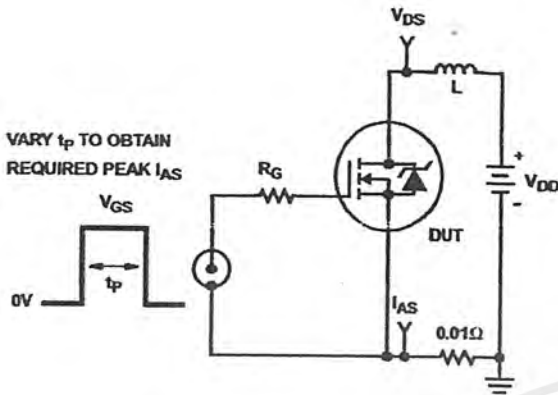 VDS
L
VARY tP TO OBTAIN
REQUIRED PEAK IAS
VGS
RG
+
VDD
-
DUT
tP
0V
IAS
0.01Ω